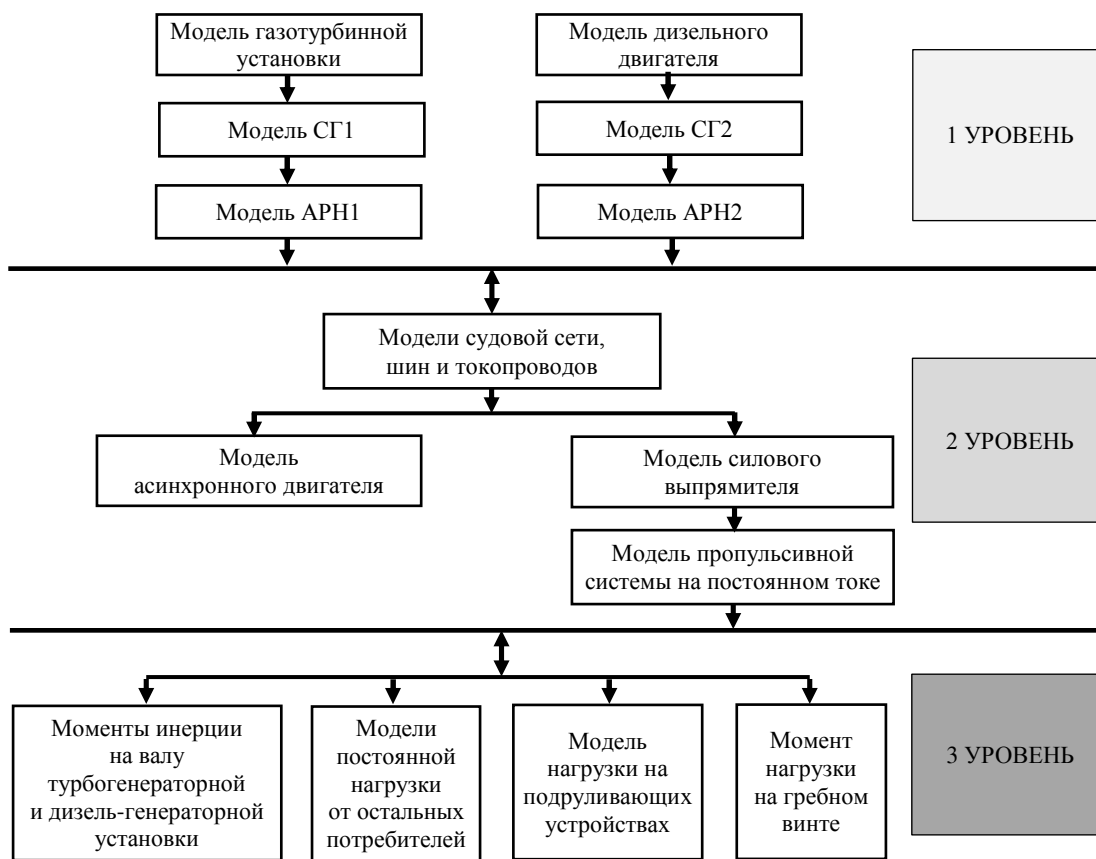 Модель газотурбинной
установки
Модель дизельного
двигателя
Модель СГ1
Модель СГ2
1 УРОВЕНЬ
Модель АРН1
Модель АРН2
Модели судовой сети,
шин и токопроводов
Модель
асинхронного двигателя
Модель силового
выпрямителя
2 УРОВЕНЬ
Модель пропульсивной
системы на постоянном токе
Моменты инерции
на валу
турбогенераторной
и дизель-генераторной
установки
Модели
постоянной
нагрузки
от остальных
потребителей
Модель
нагрузки на
подруливающих
устройствах
Момент
нагрузки
на гребном
винте
3 УРОВЕНЬ